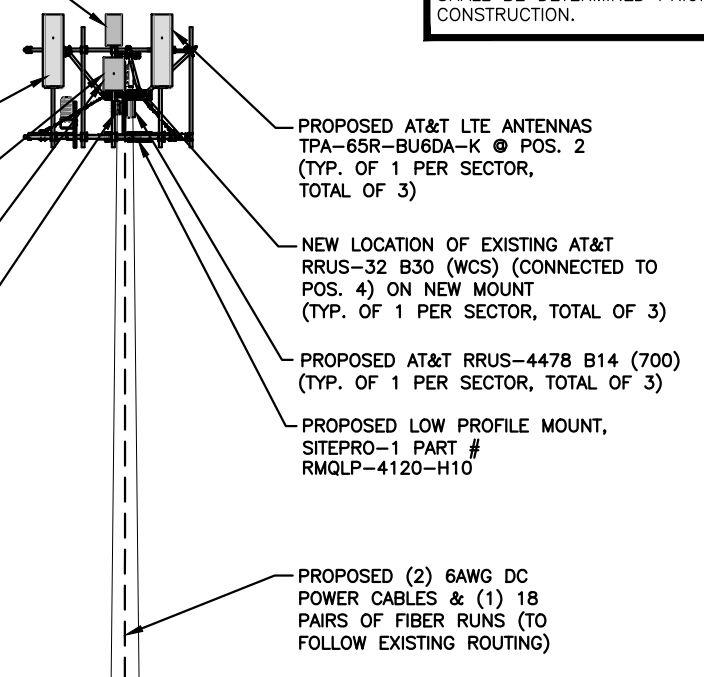 CONSTRUCTION.
PROPOSED AT&T LTE ANTENNAS
TPA-65R-BU6DA-K @ POS. 2
(TYP. OF 1 PER SECTOR,
TOTAL OF 3)
NEW LOCATION OF EXISTING AT&T
RRUS-32 B30 (WCS) (CONNECTED TO
POS. 4) ON NEW MOUNT
(TYP. OF 1 PER SECTOR, TOTAL OF 3)
PROPOSED AT&T RRUS-4478 B14 (700)
(TYP. OF 1 PER SECTOR, TOTAL OF 3)
PROPOSED LOW PROFILE MOUNT,
SITEPRO-1 PART #
RMQLP-4120-H10
PROPOSED (2) 6AWG DC
POWER CABLES & (1) 18
PAIRS OF FIBER RUNS (TO
FOLLOW EXISTING ROUTING)